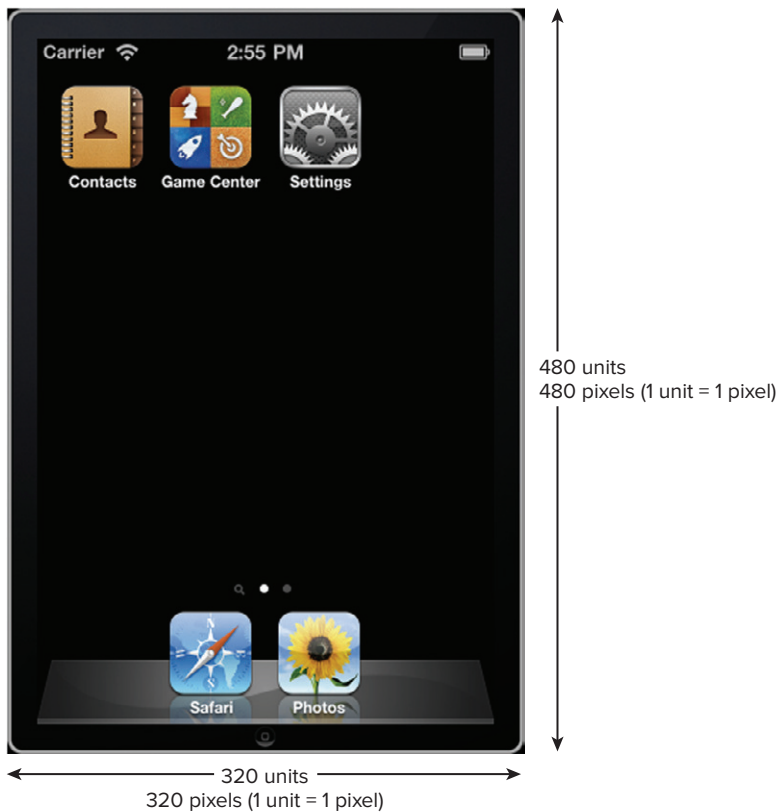 Carrier 2:55 PM
Contacts Game Center Settings
480 units
480 pixels (1 unit = 1 pixel)
Safari Photos
320 units
320 pixels (1 unit = 1 pixel)